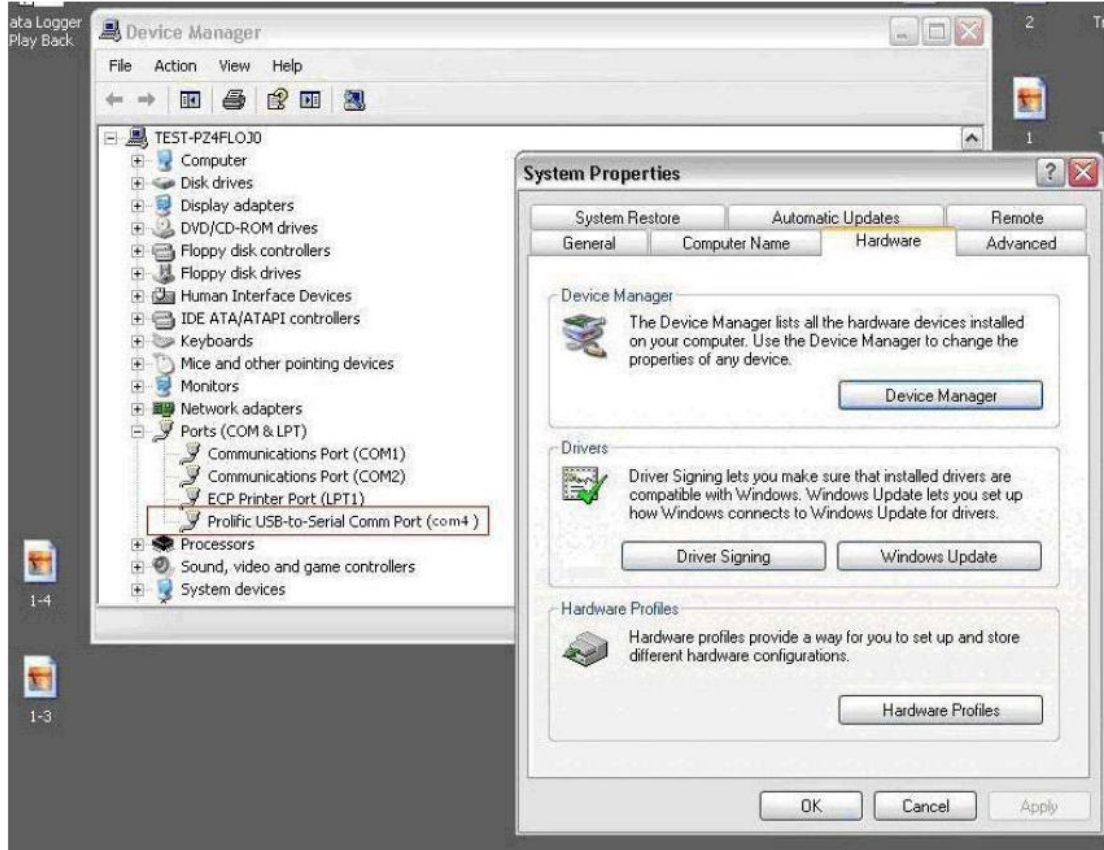 ata Logger
Play Back
2
1
1-4
1-3
Device Manager
File Action View Help
TEST-PZ4FLOJ0
Computer
Disk drives
Display adapters
DVD/CD-ROM drives
Floppy disk controllers
Floppy disk drives
Human Interface Devices
IDE ATA/ATAPI controllers
Keyboards
Mice and other pointing devices
Monitors
Network adapters
Ports (COM & LPT)
Communications Port (COM1)
Communications Port (COM2)
ECP Printer Port (LPT1)
Prolific USB-to-Serial Comm Port (com4 )
Processors
Sound, video and game controllers
System devices
System Properties
System Restore Automatic Updates Remote
General Computer Name Hardware Advanced
Device Manager
The Device Manager lists all the hardware devices installed
on your computer. Use the Device Manager to change the
properties of any device.
Device Manager
Drivers
Driver Signing lets you make sure that installed drivers are
compatible with Windows. Windows Update lets you set up
how Windows connects to Windows Update for drivers.
Driver Signing Windows Update
Hardware Profiles
Hardware profiles provide a way for you to set up and store
different hardware configurations.
Hardware Profiles
OK Cancel Apply